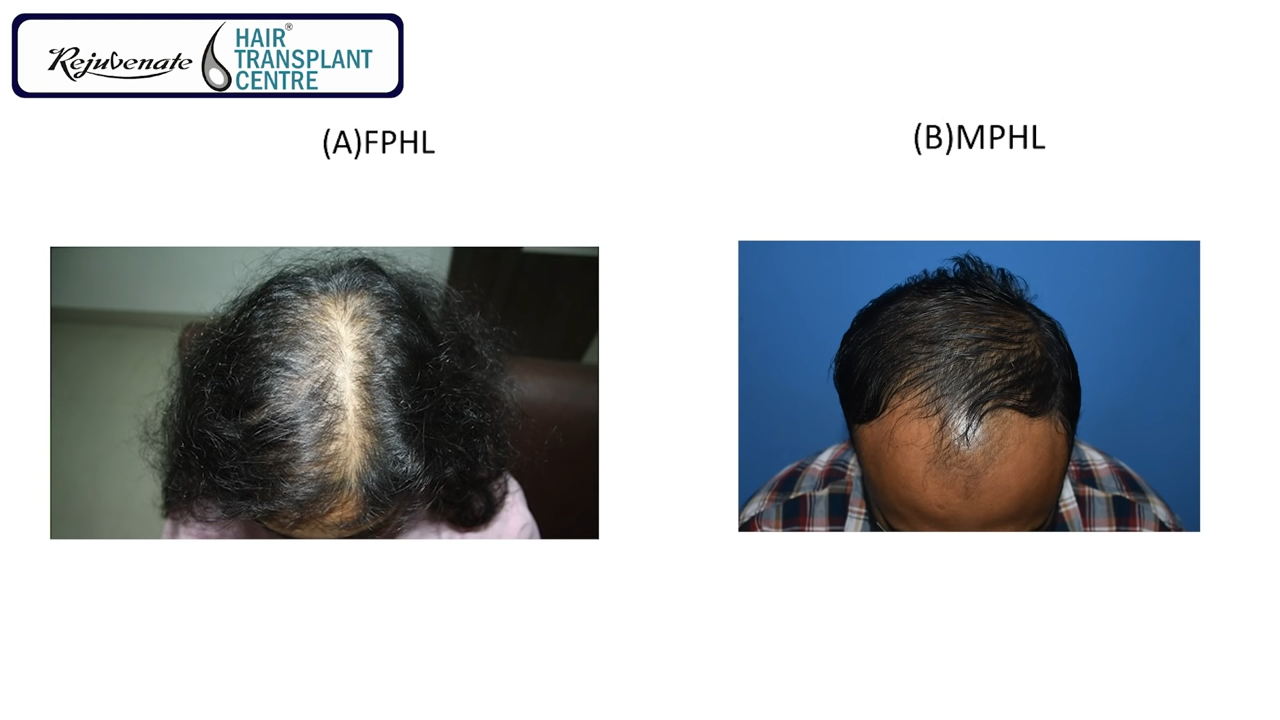 Rejuvenate
HAIR®
TRANSPLANT
CENTRE
(A)FPHL
(B)MPHL